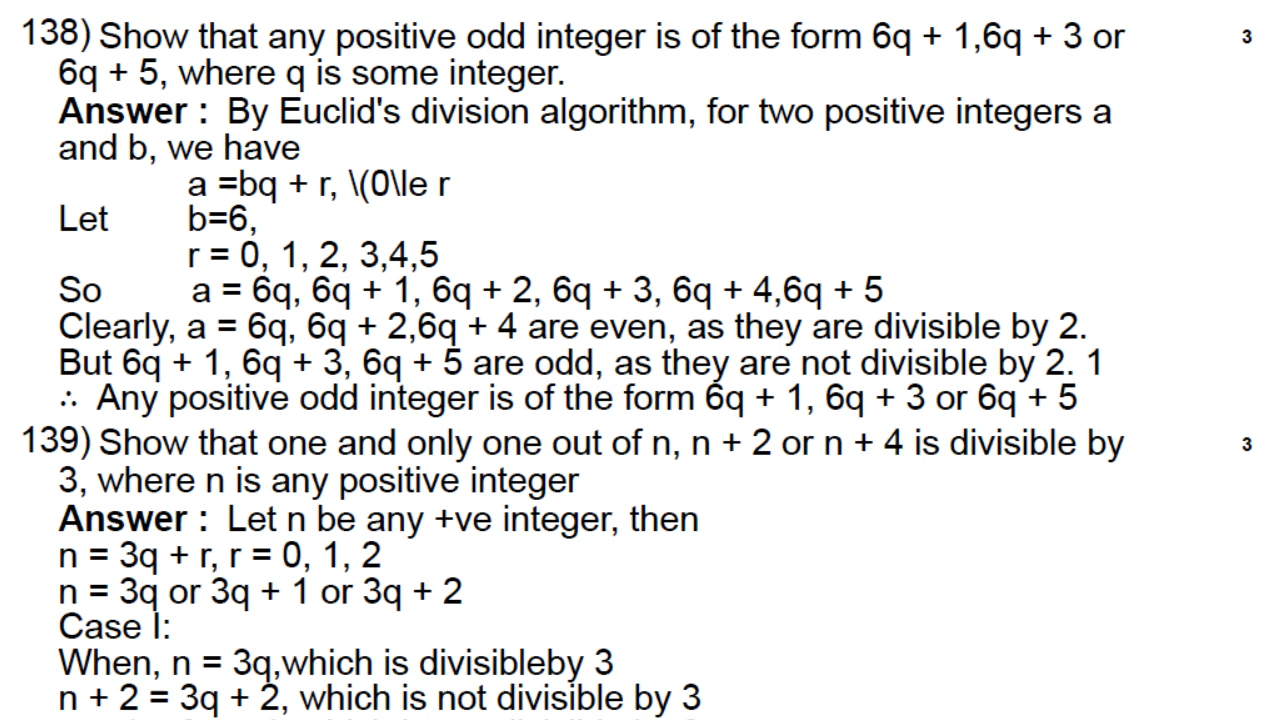 138) Show that any positive odd integer is of the form 6q + 1,6q + 3 or 3
6q + 5, where q is some integer.
Answer : By Euclid's division algorithm, for two positive integers a
and b, we have
a =bq + r, \(0\le r
Let b=6,
r = 0, 1, 2, 3,4,5
So a = 6q, 6q + 1, 6q + 2, 6q + 3, 6q + 4,6q + 5
Clearly, a = 6q, 6q + 2,6q + 4 are even, as they are divisible by 2.
But 6q + 1, 6q + 3, 6q + 5 are odd, as they are not divisible by 2. 1
∴ Any positive odd integer is of the form 6q + 1, 6q + 3 or 6q + 5
139) Show that one and only one out of n, n + 2 or n + 4 is divisible by 3
3, where n is any positive integer
Answer : Let n be any +ve integer, then
n = 3q + r, r = 0, 1, 2
n = 3q or 3q + 1 or 3q + 2
Case I:
When, n = 3q,which is divisibleby 3
n + 2 = 3q + 2, which is not divisible by 3